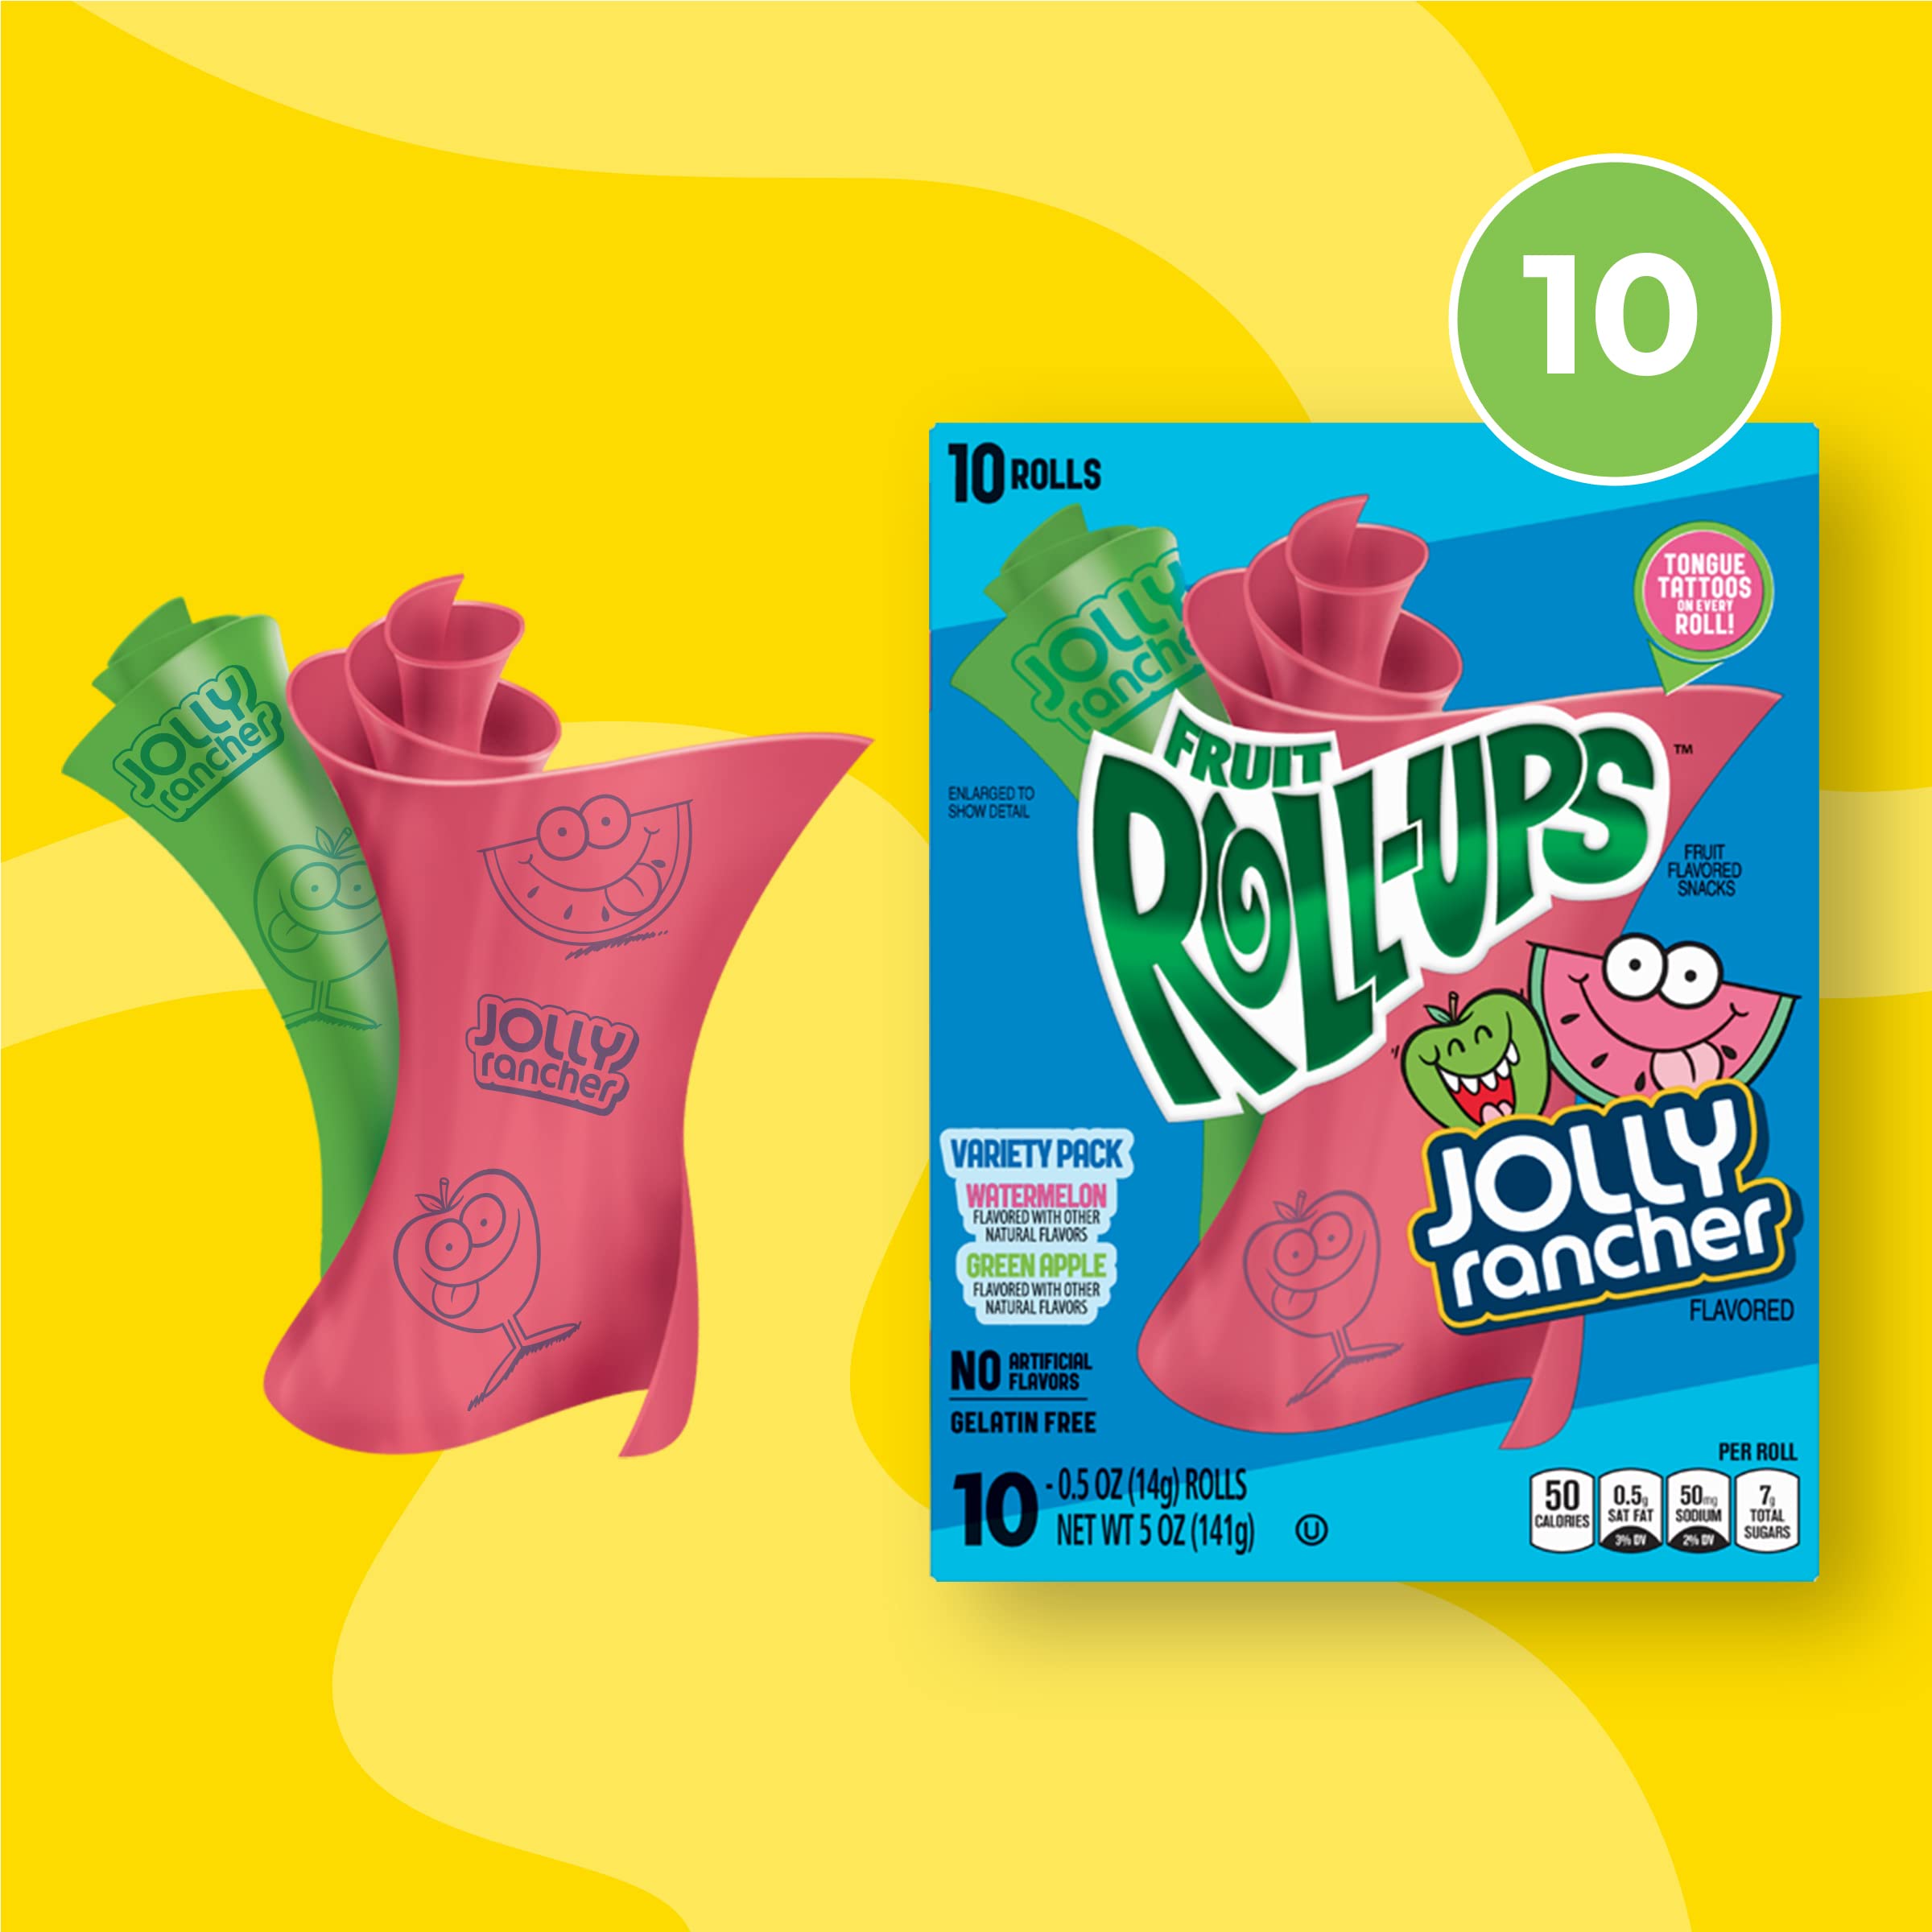 10
10 ROLLS
JOLLY
ranche
TONGUE
TATTOOS
ON EVERY
ROLL!
JOLLY
rancher
FRUIT
ROLL-UPS™
ENLARGED TO
SHOW DETAIL
FRUIT
FLAVORED
SNACKS
JOLLY
rancher
JOLLY
rancher
FLAVORED
VARIETY PACK
WATERMELON
FLAVORED WITH OTHER
NATURAL FLAVORS
GREEN APPLE
FLAVORED WITH OTHER
NATURAL FLAVORS
NO ARTIFICIAL
FLAVORS
GELATIN FREE
10 - 0.5 OZ (14g) ROLLS
NET WT 5 OZ (141g)
U
PER ROLL
50
CALORIES
0.5g
SAT FAT
3% DV
50mg
SODIUM
2% DV
7g
TOTAL
SUGARS